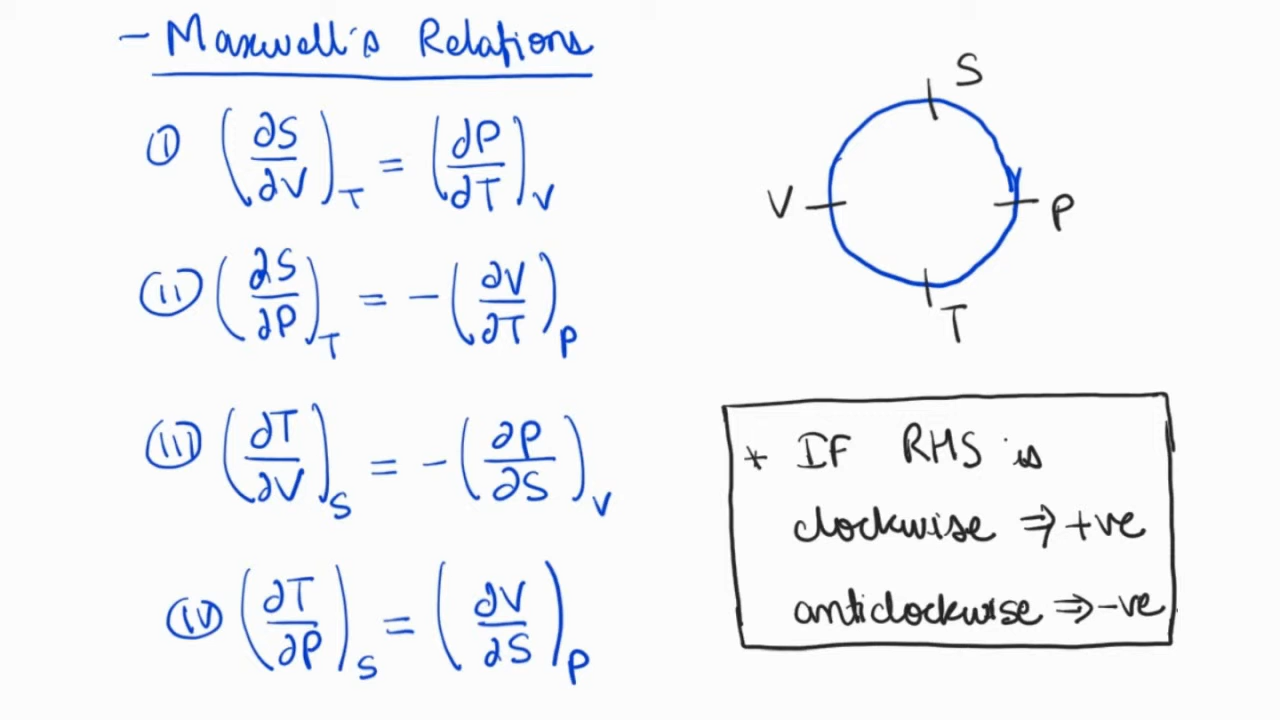 - Maxwell's Relations
(i) (∂S/∂V)_T = (∂P/∂T)_V
(ii) (∂S/∂P)_T = -(∂V/∂T)_P
(iii) (∂T/∂V)_S = -(∂P/∂S)_V
(iv) (∂T/∂P)_S = (∂V/∂S)_P
S
V
P
T
* IF RHS is
clockwise ⇒ +ve
anticlockwise ⇒ -ve